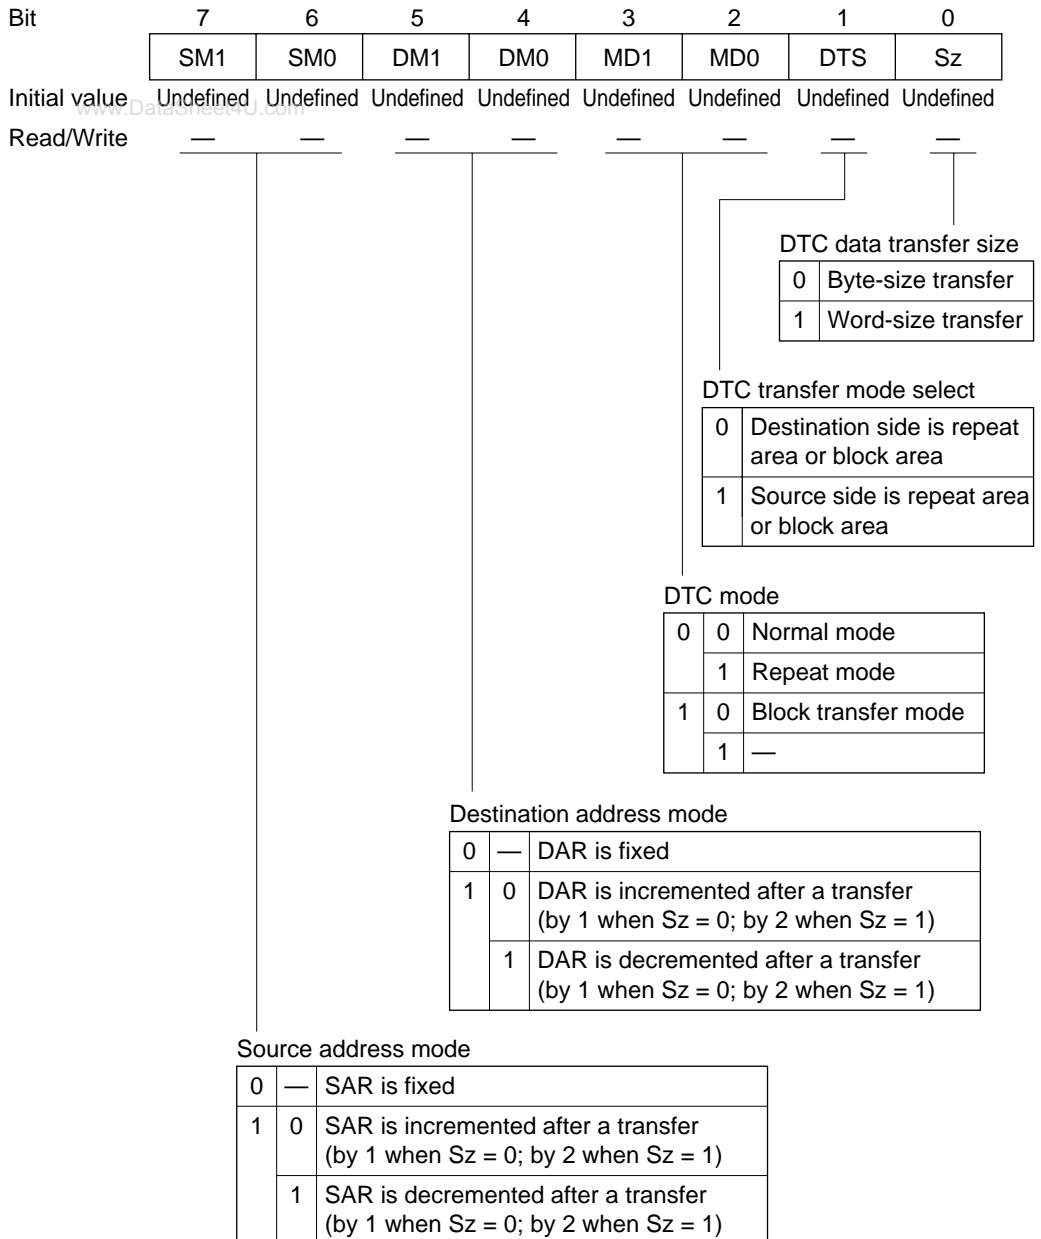 Bit 7 6 5 4 3 2 1 0
SM1 SM0 DM1 DM0 MD1 MD0 DTS Sz
Initial value Undefined Undefined Undefined Undefined Undefined Undefined Undefined Undefined
www.DataSheet4U.com
Read/Write — — — — — — — —
DTC data transfer size
0 Byte-size transfer
1 Word-size transfer
DTC transfer mode select
0 Destination side is repeat
area or block area
1 Source side is repeat area
or block area
DTC mode
0 0 Normal mode
1 Repeat mode
1 0 Block transfer mode
1 —
Destination address mode
0 — DAR is fixed
1 0 DAR is incremented after a transfer
(by 1 when Sz = 0; by 2 when Sz = 1)
1 DAR is decremented after a transfer
(by 1 when Sz = 0; by 2 when Sz = 1)
Source address mode
0 — SAR is fixed
1 0 SAR is incremented after a transfer
(by 1 when Sz = 0; by 2 when Sz = 1)
1 SAR is decremented after a transfer
(by 1 when Sz = 0; by 2 when Sz = 1)